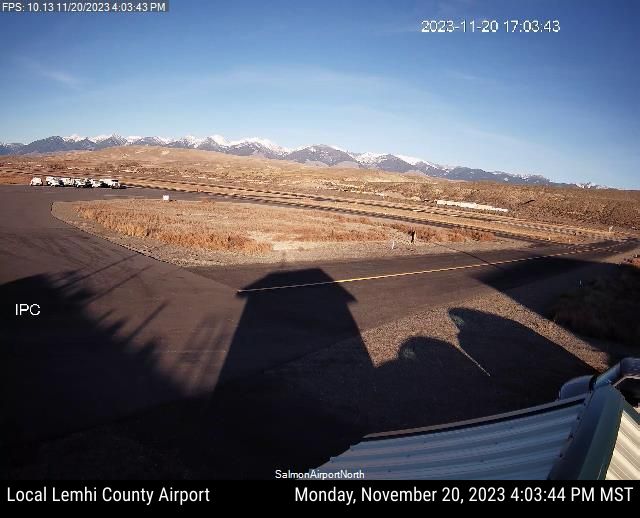 FPS: 10.13 11/20/2023 4:03:43 PM
2023-11-20 17:03:43
IPC
SalmonAirportNorth
Local Lemhi County Airport
Monday, November 20, 2023 4:03:44 PM MST